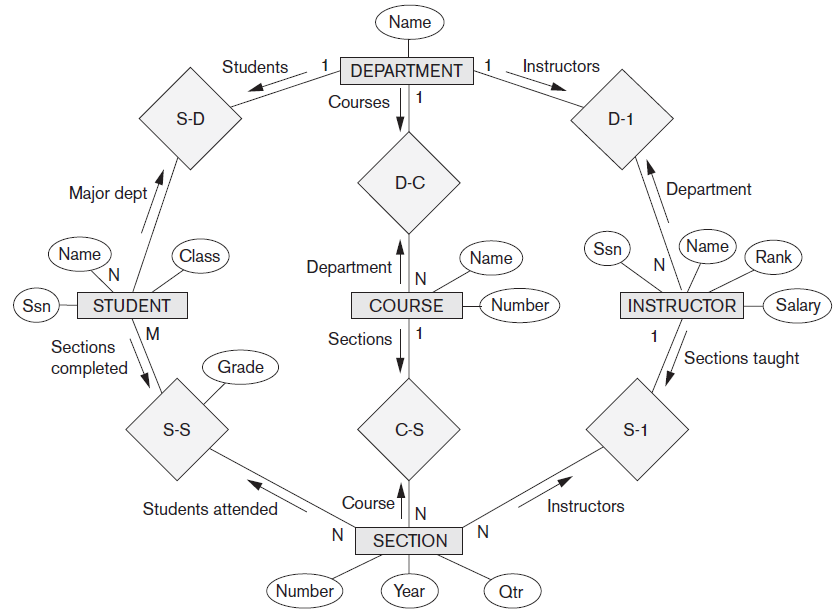 Name
Students
1
DEPARTMENT
1
Instructors
Courses
1
S-D
D-1
D-C
Major dept
Department
Name
Class
N
Department
N
Name
Ssn
N
Name
Rank
Ssn
STUDENT
COURSE
Number
INSTRUCTOR
Salary
M
Sections
completed
Sections
1
1
Sections taught
Grade
S-S
C-S
S-1
Students attended
Course
N
Instructors
N
SECTION
N
Number
Year
Qtr